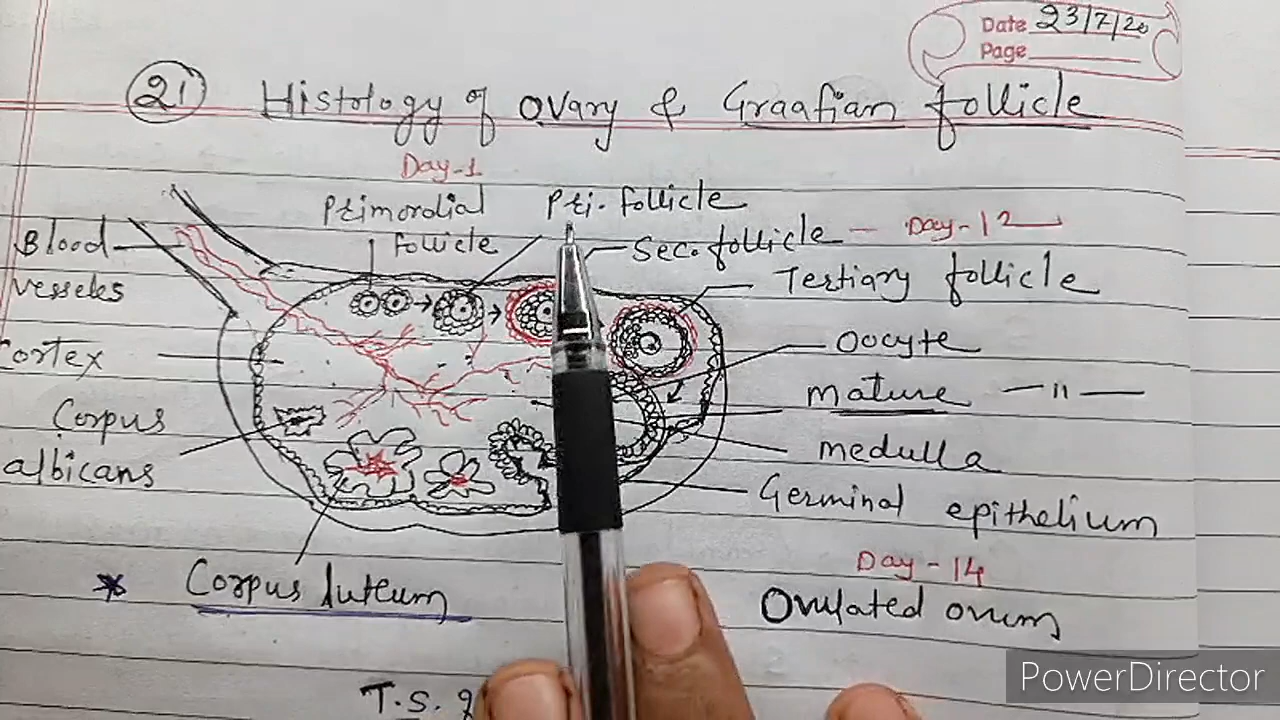 Date 23/7/20
Page
21 Histology of Ovary & Graafian follicle
Day-1
Primordial follicle
Pri. follicle
Sec. follicle - Day-12
Tertiary follicle
Blood vesseles
Oocyte
Cortex
mature -11-
Corpus albicans
medulla
Germinal epithelium
Day-14
Ovulated ovum
* Corpus luteum
T.S.
PowerDirector